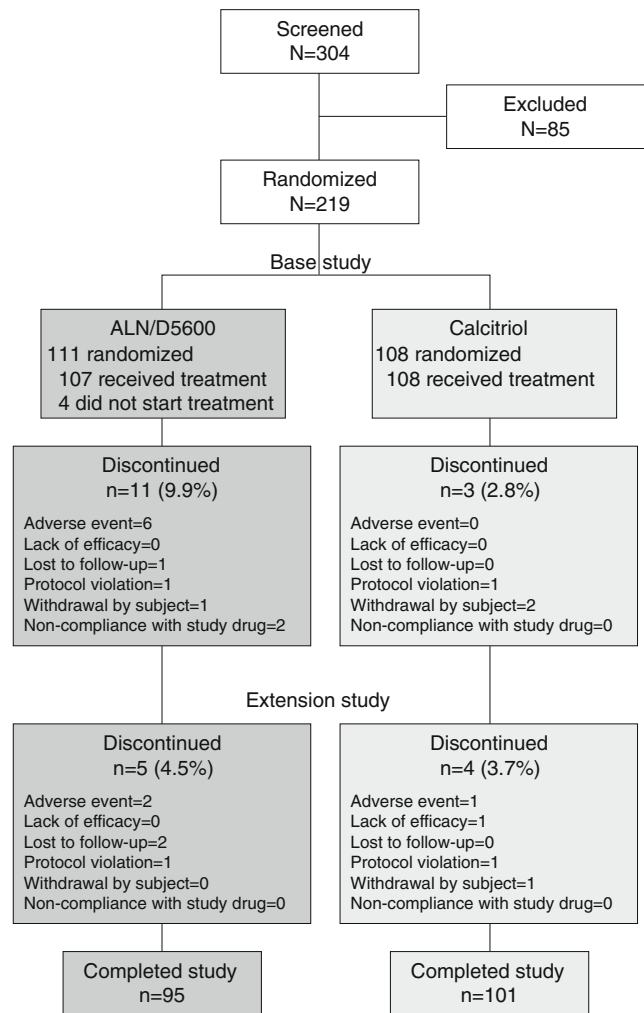 Screened
N=304
Excluded
N=85
Randomized
N=219
Base study
ALN/D5600
111 randomized
107 received treatment
4 did not start treatment
Calcitriol
108 randomized
108 received treatment
Discontinued
n=11 (9.9%)
Adverse event=6
Lack of efficacy=0
Lost to follow-up=1
Protocol violation=1
Withdrawal by subject=1
Non-compliance with study drug=2
Discontinued
n=3 (2.8%)
Adverse event=0
Lack of efficacy=0
Lost to follow-up=0
Protocol violation=1
Withdrawal by subject=2
Non-compliance with study drug=0
Extension study
Discontinued
n=5 (4.5%)
Adverse event=2
Lack of efficacy=0
Lost to follow-up=2
Protocol violation=1
Withdrawal by subject=0
Non-compliance with study drug=0
Discontinued
n=4 (3.7%)
Adverse event=1
Lack of efficacy=1
Lost to follow-up=0
Protocol violation=1
Withdrawal by subject=1
Non-compliance with study drug=0
Completed study
n=95
Completed study
n=101